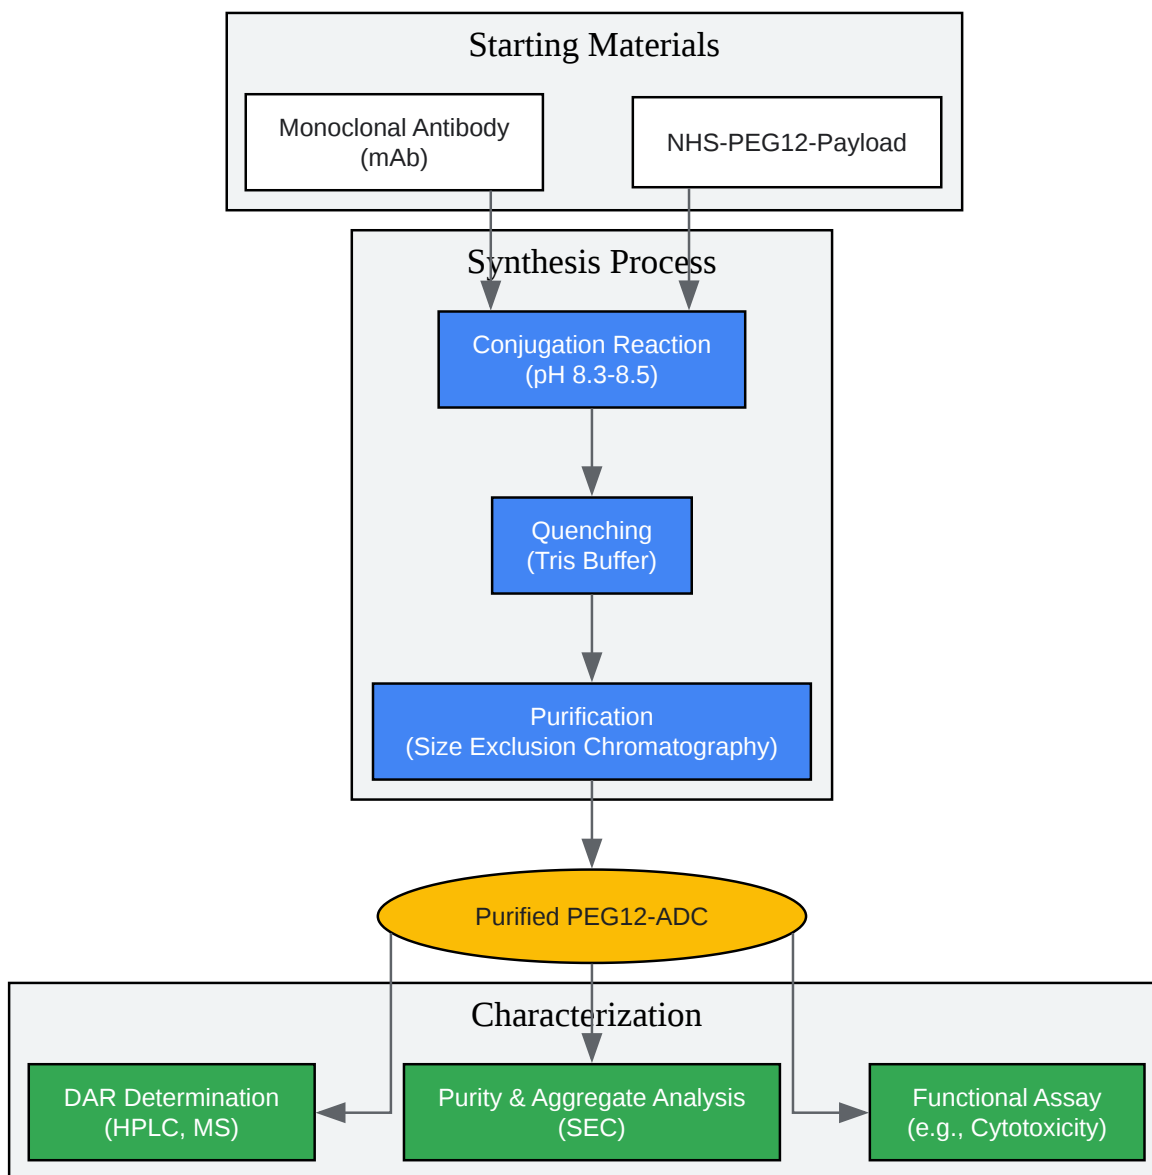 Starting Materials
Monoclonal Antibody
(mAb)
NHS-PEG12-Payload
Synthesis Process
Conjugation Reaction
(pH 8.3-8.5)
Quenching
(Tris Buffer)
Purification
(Size Exclusion Chromatography)
Purified PEG12-ADC
Characterization
DAR Determination
(HPLC, MS)
Purity & Aggregate Analysis
(SEC)
Functional Assay
(e.g., Cytotoxicity)